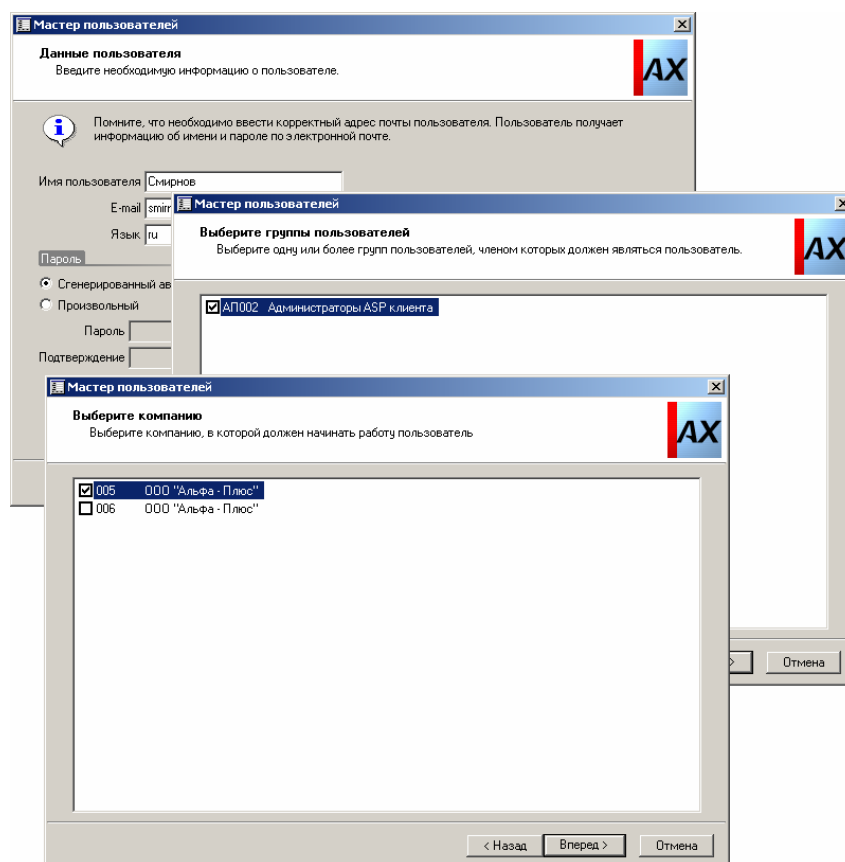 Мастер пользователей
Данные пользователя
Введите необходимую информацию о пользователе.
AX
Помните, что необходимо ввести корректный адрес почты пользователя. Пользователь получает
информацию об имени и пароле по электронной почте.
Имя пользователя Смирнов
E-mail
Язык ru
Пароль
Сгенерированный
Произвольный
Пароль
Подтверждение
Мастер пользователей
Выберите группы пользователей
Выберите одну или более групп пользователей, членом которых должен являться пользователь.
AX
АП002 Администраторы ASP клиента
Отмена
Мастер пользователей
Выберите компанию
Выберите компанию, в которой должен начинать работу пользователь
AX
005 ООО "Альфа - Плюс"
006 ООО "Альфа - Плюс"
< Назад Вперед > Отмена